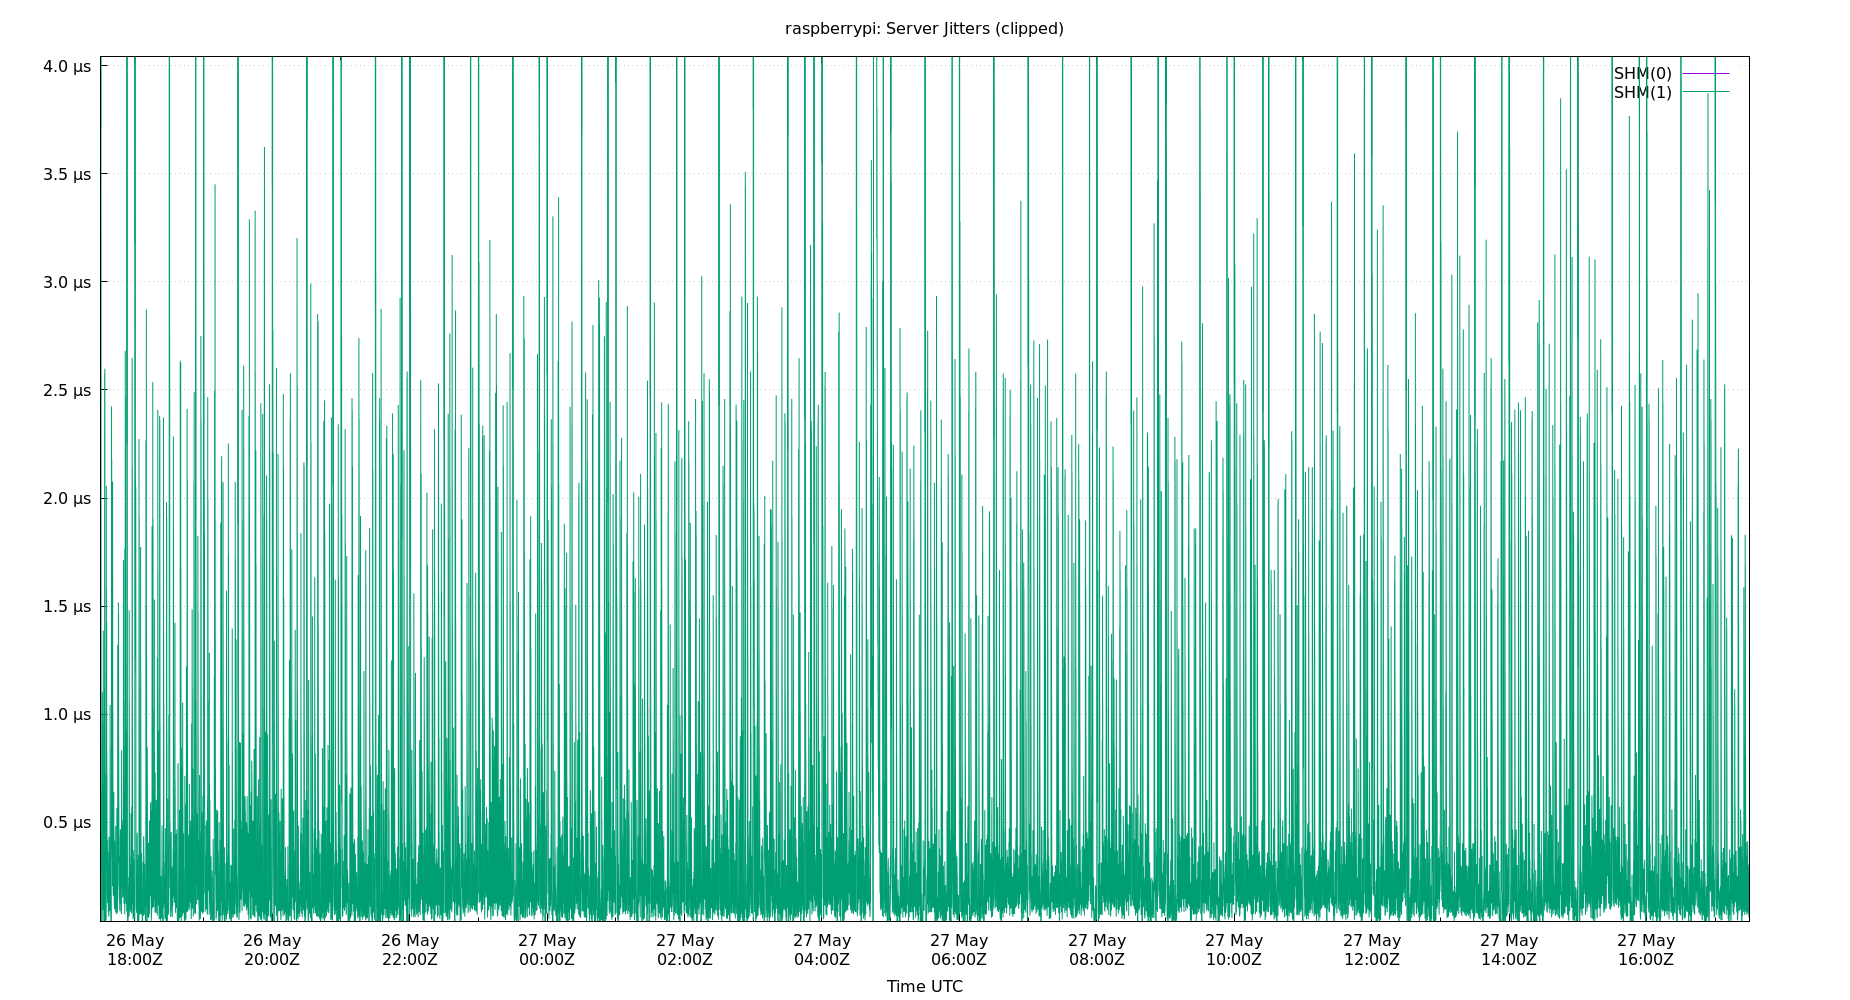 raspberrypi: Server Jitters (clipped)
4.0 µs
SHM(0)
SHM(1)
3.5 µs
3.0 µs
2.5 µs
2.0 µs
1.5 µs
1.0 µs
0.5 µs
26 May 26 May 26 May 27 May 27 May 27 May 27 May 27 May 27 May 27 May 27 May 27 May
18:00Z 20:00Z 22:00Z 00:00Z 02:00Z 04:00Z 06:00Z 08:00Z 10:00Z 12:00Z 14:00Z 16:00Z
Time UTC